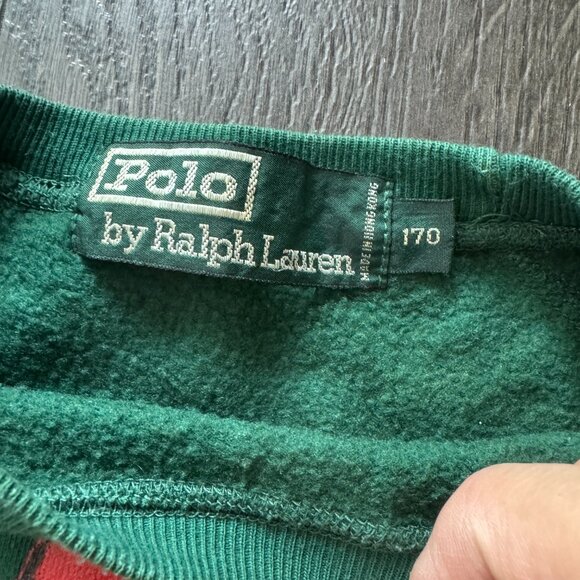 Polo
by Ralph Lauren
MADE IN HONG KONG
170